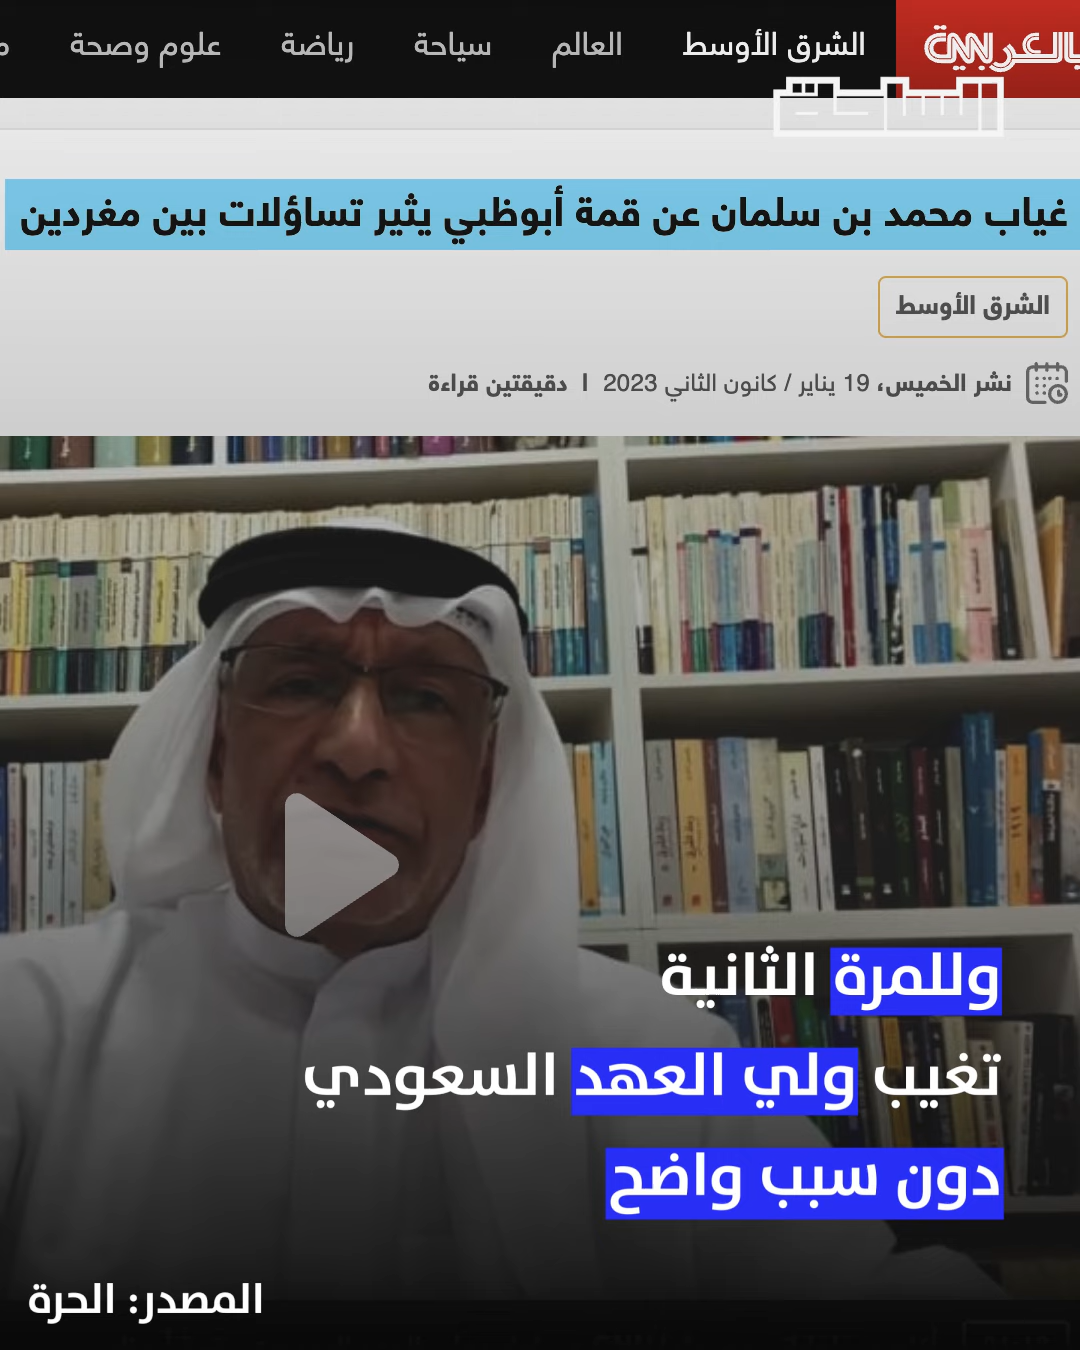 بالعربية CNN
الشرق الأوسط العالم سياحة رياضة علوم وصحة
غياب محمد بن سلمان عن قمة أبوظبي يثير تساؤلات بين مغردين
الشرق الأوسط
نشر الخميس، 19 يناير / كانون الثاني 2023 | دقيقتين قراءة
وللمرة الثانية
تغيب ولي العهد السعودي
دون سبب واضح
المصدر: الحرة